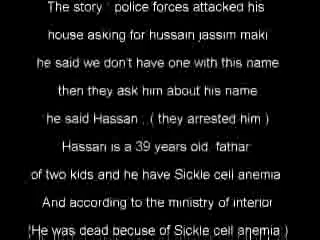 The story : police forces attacked his
house asking for hussain jassim maki
he said we don't have one with this name
then they ask him about his name
he said Hassan ..( they arrested him )
Hassan is a 39 years old fathar
of two kids and he have Sickle cell anemia
And according to the ministry of interior
(He was dead becuse of Sickle cell anemia )